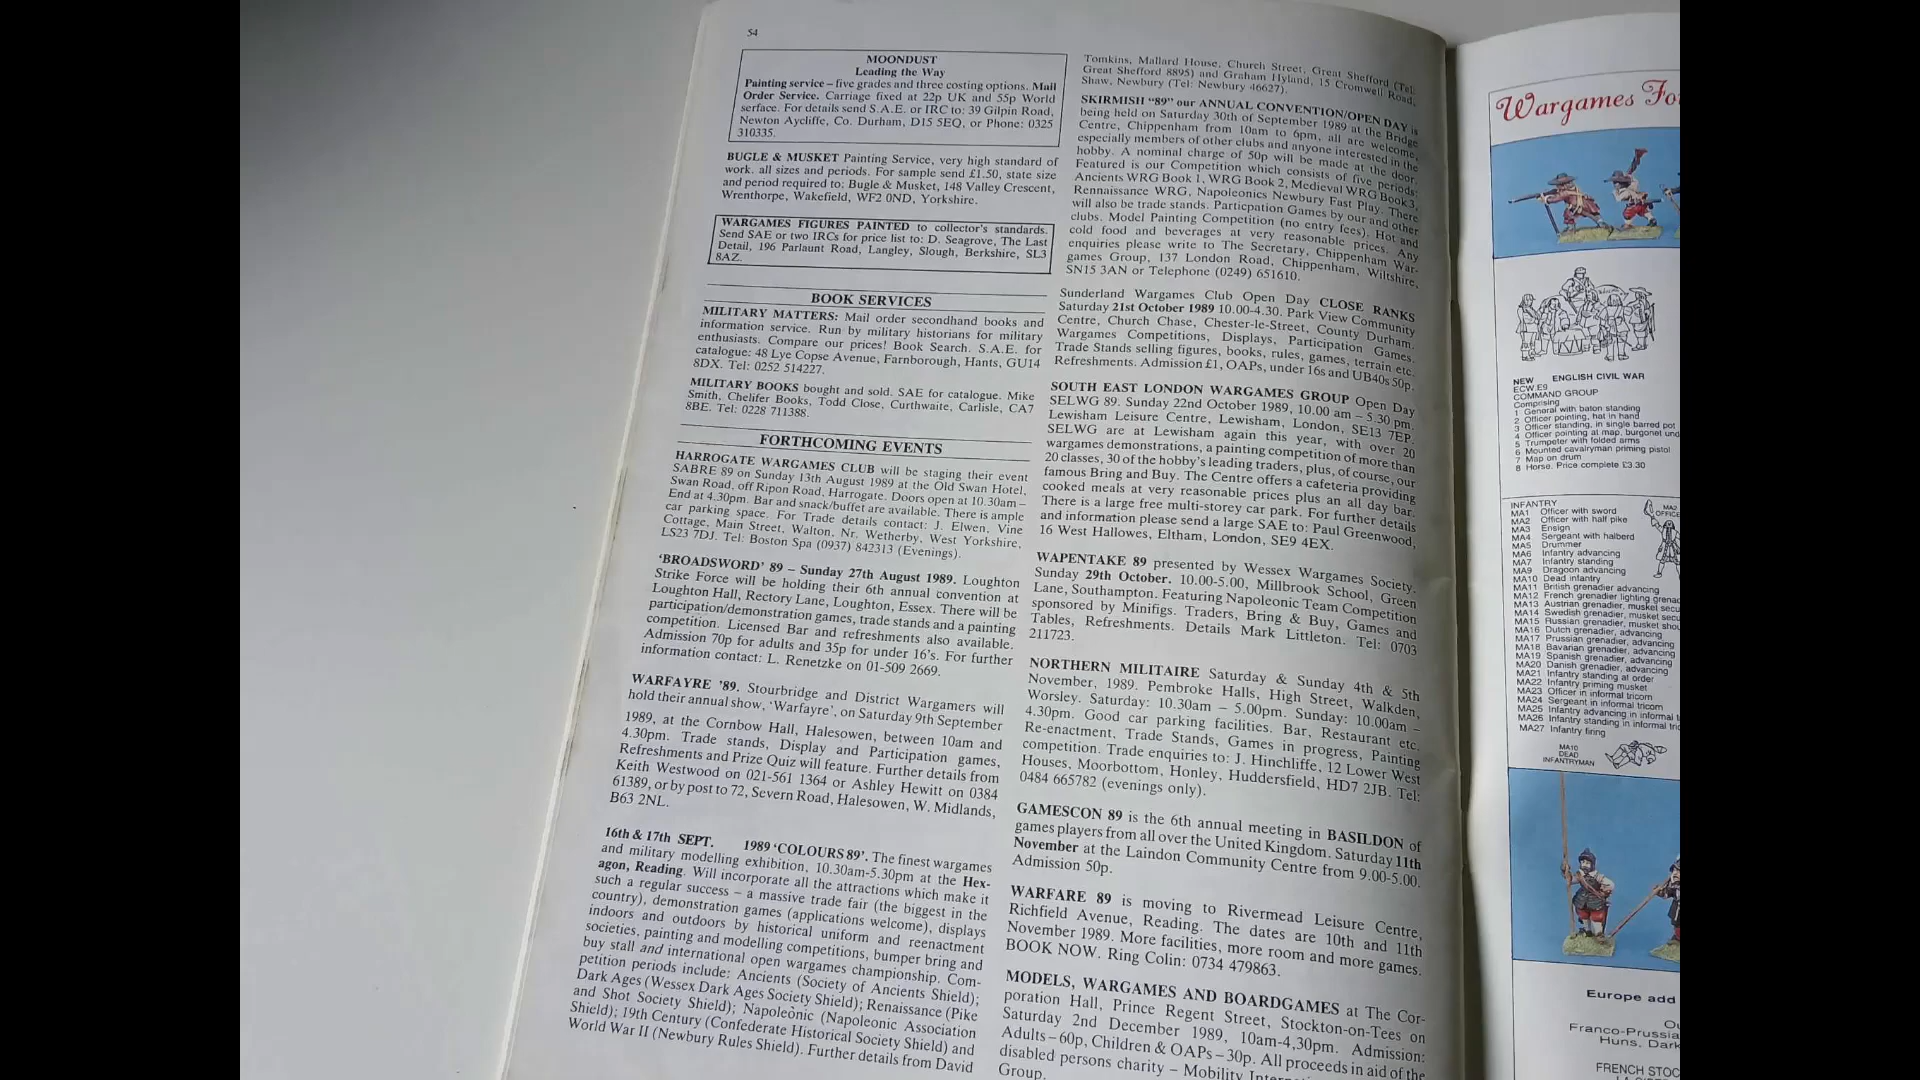 54
MOONDUST
Leading the Way
Painting service – five grades and three costing options. Mail
Order Service. Carriage fixed at 22p UK and 55p World
serface. For details send S.A.E. or IRC to: 39 Gilpin Road,
Newton Aycliffe, Co. Durham, D15 5EQ, or Phone: 0325
310335.
BUGLE & MUSKET Painting Service, very high standard of
work. all sizes and periods. For sample send £1.50, state size
and period required to: Bugle & Musket, 148 Valley Crescent,
Wrenthorpe, Wakefield, WF2 0ND, Yorkshire.
WARGAMES FIGURES PAINTED to collector's standards.
Send SAE or two IRCs for price list to: D. Seagrove, The Last
Detail, 196 Parlaunt Road, Langley, Slough, Berkshire, SL3
8AZ.
BOOK SERVICES
MILITARY MATTERS: Mail order secondhand books and
information service. Run by military historians for military
enthusiasts. Compare our prices! Book Search. S.A.E. for
catalogue: 48 Lye Copse Avenue, Farnborough, Hants, GU14
8DX. Tel: 0252 514227.
MILITARY BOOKS bought and sold. SAE for catalogue. Mike
Smith, Chelifer Books, Todd Close, Curthwaite, Carlisle, CA7
8BE. Tel: 0228 711388.
FORTHCOMING EVENTS
HARROGATE WARGAMES CLUB will be staging their event
SABRE 89 on Sunday 13th August 1989 at the Old Swan Hotel,
Swan Road, off Ripon Road, Harrogate. Doors open at 10.30am –
End at 4.30pm. Bar and snack/buffet are available. There is ample
car parking space. For Trade details contact: J. Elwen, Vine
Cottage, Main Street, Walton, Nr. Wetherby, West Yorkshire,
LS23 7DJ. Tel: Boston Spa (0937) 842313 (Evenings).
'BROADSWORD' 89 – Sunday 27th August 1989. Loughton
Strike Force will be holding their 6th annual convention at
Loughton Hall, Rectory Lane, Loughton, Essex. There will be
participation/demonstration games, trade stands and a painting
competition. Licensed Bar and refreshments also available.
Admission 70p for adults and 35p for under 16's. For further
information contact: L. Renetzke on 01-509 2669.
WARFAYRE '89. Stourbridge and District Wargamers will
hold their annual show, 'Warfayre', on Saturday 9th September
1989, at the Cornbow Hall, Halesowen, between 10am and
4.30pm. Trade stands, Display and Participation games,
Refreshments and Prize Quiz will feature. Further details from
Keith Westwood on 021-561 1364 or Ashley Hewitt on 0384
61389, or by post to 72, Severn Road, Halesowen, W. Midlands,
B63 2NL.
16th & 17th SEPT. 1989 'COLOURS 89'. The finest wargames
and military modelling exhibition, 10.30am-5.30pm at the Hex-
agon, Reading. Will incorporate all the attractions which make it
such a regular success – a massive trade fair (the biggest in the
country), demonstration games (applications welcome), displays
indoors and outdoors by historical uniform and reenactment
societies, painting and modelling competitions, bumper bring and
buy stall and international open wargames championship. Com-
petition periods include: Ancients (Society of Ancients Shield);
Dark Ages (Wessex Dark Ages Society Shield); Renaissance (Pike
and Shot Society Shield); Napoleonic (Napoleonic Association
Shield); 19th Century (Confederate Historical Society Shield) and
World War II (Newbury Rules Shield). Further details from David
Tomkins, Mallard House, Church Street, Great Shefford (Tel:
Great Shefford 8895) and Graham Hyland, 15 Cromwell Road,
Shaw, Newbury (Tel: Newbury 46627).
SKIRMISH "89" our ANNUAL CONVENTION/OPEN DAY is
being held on Saturday 30th of September 1989 at the Bridge
Centre, Chippenham from 10am to 6pm, all are welcome,
especially members of other clubs and anyone interested in the
hobby. A nominal charge of 50p will be made at the door.
Featured is our Competition which consists of five periods:
Ancients WRG Book 1, WRG Book 2, Medieval WRG Book 3,
Rennaissance WRG, Napoleonics Newbury Fast Play. There
will also be trade stands. Particpation Games by our and other
clubs. Model Painting Competition (no entry fees). Hot and
cold food and beverages at very reasonable prices. Any
enquiries please write to The Secretary, Chippenham War-
games Group, 137 London Road, Chippenham, Wiltshire,
SN15 3AN or Telephone (0249) 651610.
Sunderland Wargames Club Open Day CLOSE RANKS
Saturday 21st October 1989 10.00-4.30. Park View Community
Centre, Church Chase, Chester-le-Street, County Durham.
Wargames Competitions, Displays, Participation Games.
Trade Stands selling figures, books, rules, games, terrain etc.
Refreshments. Admission £1, OAPs, under 16s and UB40s 50p.
SOUTH EAST LONDON WARGAMES GROUP Open Day
SELWG 89. Sunday 22nd October 1989, 10.00 am – 5.30 pm.
Lewisham Leisure Centre, Lewisham, London, SE13 7EP.
SELWG are at Lewisham again this year, with over 20
wargames demonstrations, a painting competition of more than
20 classes, 30 of the hobby's leading traders, plus, of course, our
famous Bring and Buy. The Centre offers a cafeteria providing
cooked meals at very reasonable prices plus an all day bar.
There is a large free multi-storey car park. For further details
and information please send a large SAE to: Paul Greenwood,
16 West Hallowes, Eltham, London, SE9 4EX.
WAPENTAKE 89 presented by Wessex Wargames Society.
Sunday 29th October. 10.00-5.00, Millbrook School, Green
Lane, Southampton. Featuring Napoleonic Team Competition
sponsored by Minifigs. Traders, Bring & Buy, Games and
Tables, Refreshments. Details Mark Littleton. Tel: 0703
211723.
NORTHERN MILITAIRE Saturday & Sunday 4th & 5th
November, 1989. Pembroke Halls, High Street, Walkden,
Worsley. Saturday: 10.30am – 5.00pm. Sunday: 10.00am –
4.30pm. Good car parking facilities. Bar, Restaurant etc.
Re-enactment, Trade Stands, Games in progress, Painting
competition. Trade enquiries to: J. Hinchliffe, 12 Lower West
Houses, Moorbottom, Honley, Huddersfield, HD7 2JB. Tel:
0484 665782 (evenings only).
GAMESCON 89 is the 6th annual meeting in BASILDON of
games players from all over the United Kingdom. Saturday 11th
November at the Laindon Community Centre from 9.00-5.00.
Admission 50p.
WARFARE 89 is moving to Rivermead Leisure Centre,
Richfield Avenue, Reading. The dates are 10th and 11th
November 1989. More facilities, more room and more games.
BOOK NOW. Ring Colin: 0734 479863.
MODELS, WARGAMES AND BOARDGAMES at The Cor-
poration Hall, Prince Regent Street, Stockton-on-Tees on
Saturday 2nd December 1989, 10am-4,30pm. Admission:
Adults – 60p, Children & OAPs – 30p. All proceeds in aid of the
disabled persons charity – Mobility
Group.
Wargames
NEW ENGLISH CIVIL WAR
ECW E9
COMMAND GROUP
Comprising
1 General with baton standing
2 Officer pointing, hat in hand
3 Officer standing, in single barred pot
4 Officer pointing at map, burgonet
5 Trumpeter with folded arms
6 Mounted cavalryman priming pistol
7 Map on drum
8 Horse. Price complete £3.30
INFANTRY
MA1 Officer with sword
MA2 Officer with half pike
MA3 Ensign
MA4 Sergeant with halberd
MA5 Drummer
MA6 Infantry advancing
MA7 Infantry standing
MA9 Dragoon advancing
MA10 Dead infantry
MA11 British grenadier advancing
MA12 French grenadier lighting
MA13 Austrian grenadier, musket
MA14 Swedish grenadier, musket
MA15 Russian grenadier, musket
MA16 Dutch grenadier, advancing
MA17 Prussian grenadier, advancing
MA18 Bavarian grenadier, advancing
MA19 Spanish grenadier, advancing
MA20 Danish grenadier, advancing
MA21 Infantry standing at order
MA22 Infantry priming musket
MA23 Officer in informal tricorn
MA24 Sergeant in informal tricorn
MA25 Infantry advancing in informal
MA26 Infantry standing in informal
MA27 Infantry firing
MA2
MA10
DEAD
INFANTRYMAN
Europe add
Huns, Dark